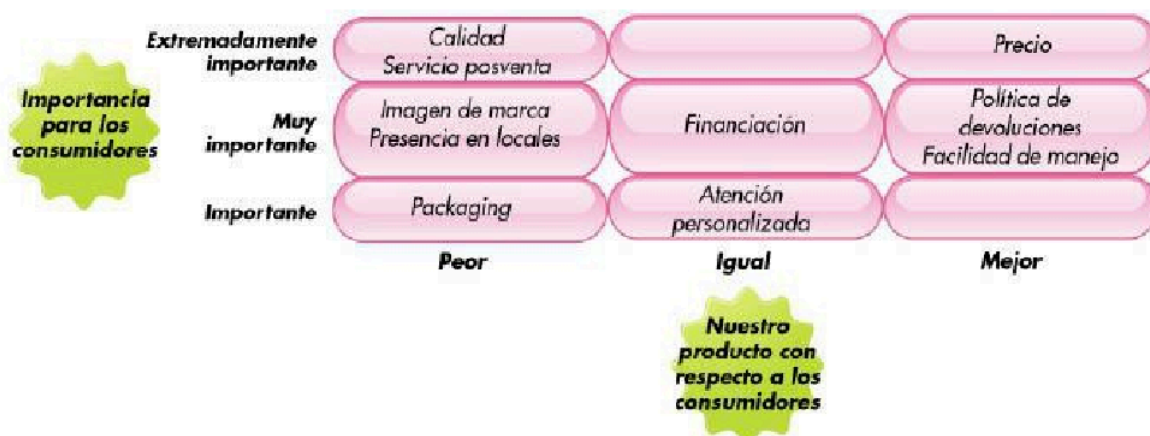 Importancia
para los
consumidores
Extremadamente
importante
Calidad
Servicio posventa
Precio
Muy
importante
Imagen de marca
Presencia en locales
Financiación
Política de
devoluciones
Facilidad de manejo
Importante
Packaging
Atención
personalizada
Peor
Igual
Mejor
Nuestro
producto con
respecto a los
consumidores